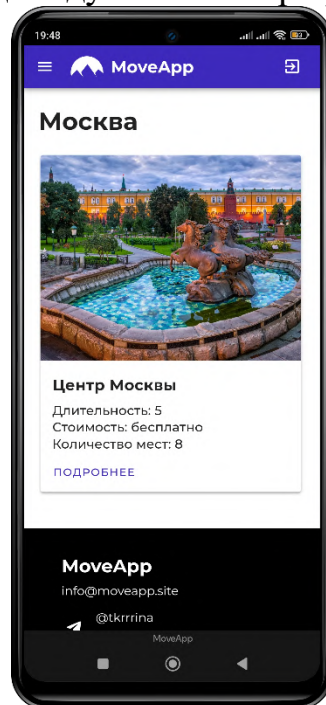 19:48
MoveApp
Москва
Центр Москвы
Длительность: 5
Стоимость: бесплатно
Количество мест: 8
ПОДРОБНЕЕ
MoveApp
info@moveapp.site
@tkrrrina
MoveApp